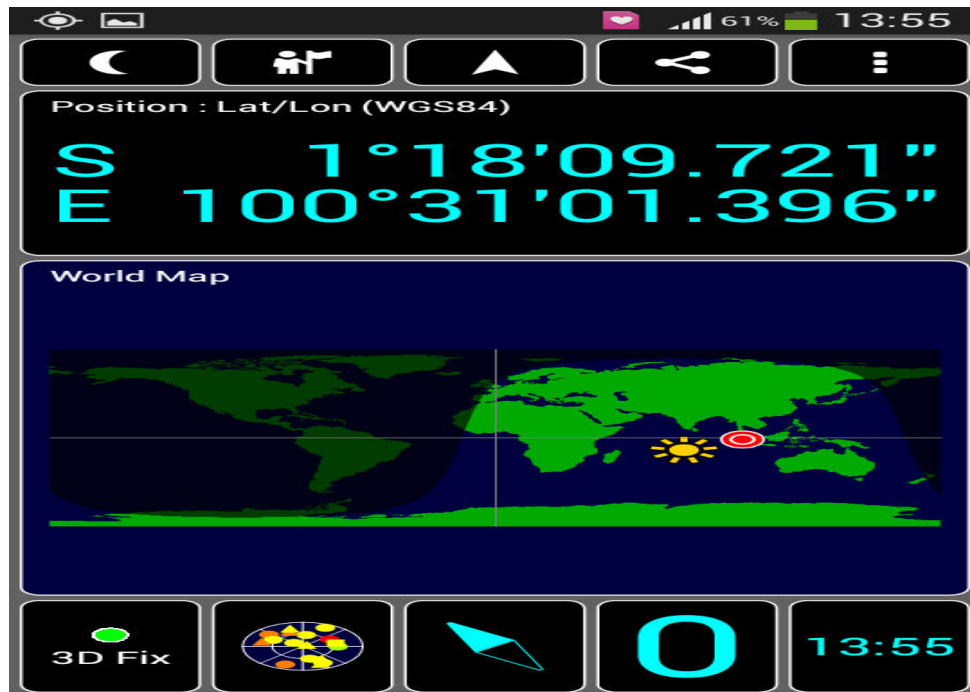 61% 13:55
Position : Lat/Lon (WGS84)
S 1°18'09.721"
E 100°31'01.396"
World Map
3D Fix
0
13:55